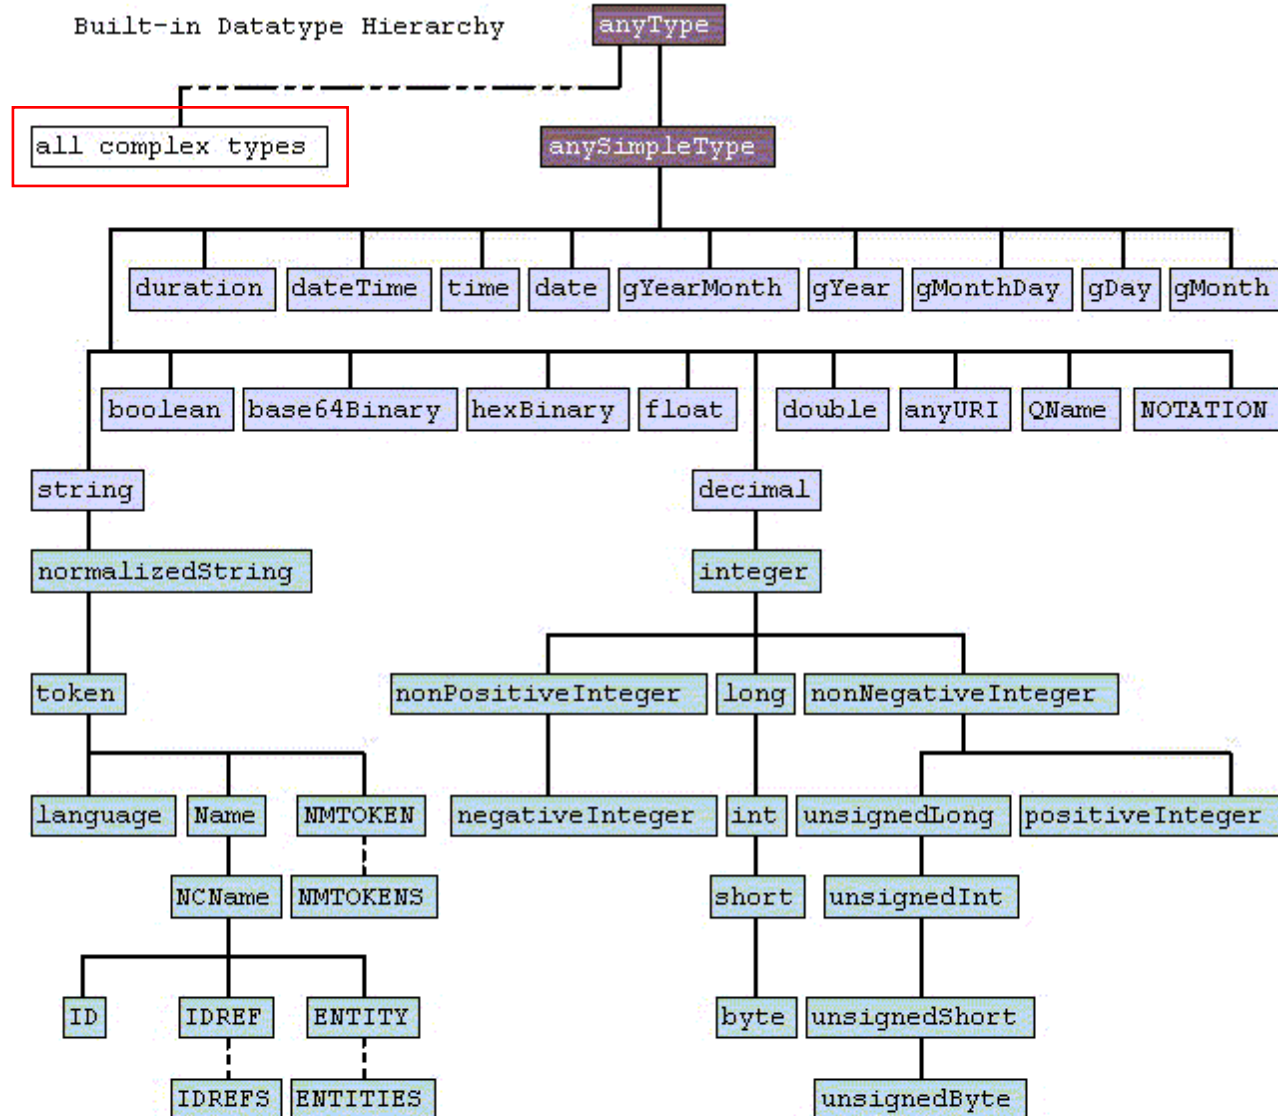 Built-in Datatype Hierarchy anyType
all complex types anySimpleType
duration dateTime time date gYearMonth gYear gMonthDay gDay gMonth
boolean base64Binary hexBinary float double anyURI QName NOTATION
string decimal
normalizedString integer
token nonPositiveInteger long nonNegativeInteger
language Name NMTOKEN negativeInteger int unsignedLong positiveInteger
NCName NMTOKENS short unsignedInt
ID IDREF ENTITY byte unsignedShort
IDREFS ENTITIES unsignedByte